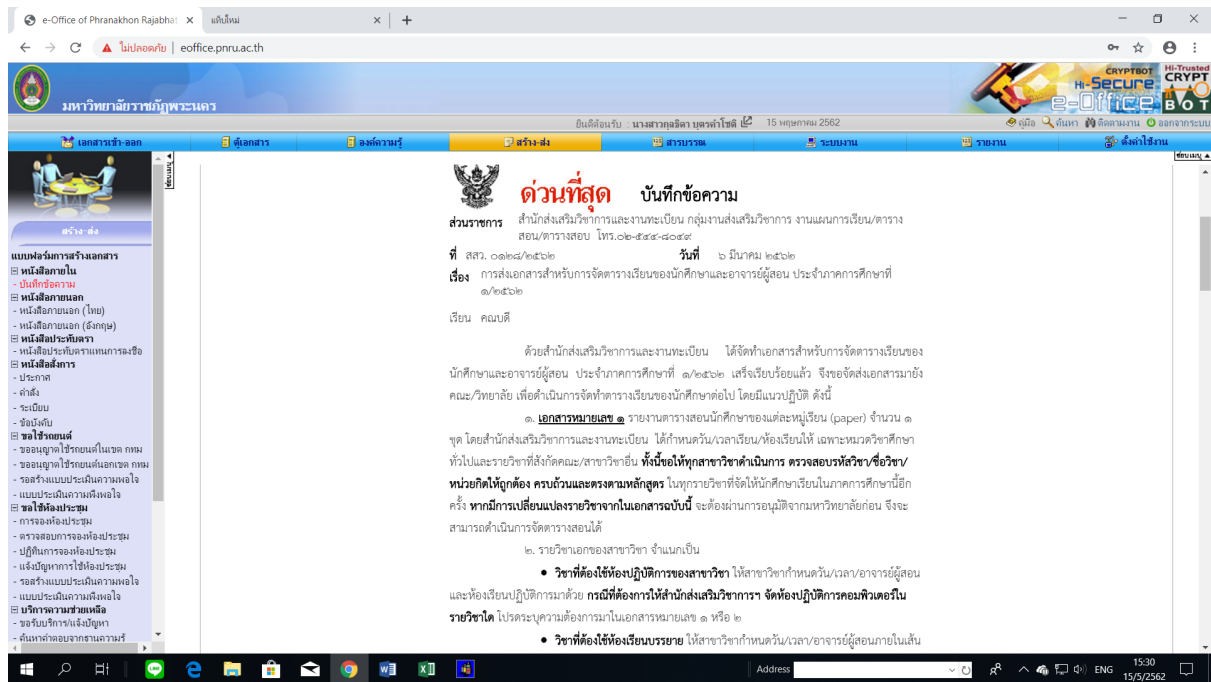 e-Office of Phranakhon Rajabhat
แท็บใหม่
ไม่ปลอดภัย | eoffice.pnru.ac.th
มหาวิทยาลัยราชภัฏพระนคร
CRYPTBOT
Hi-Secure
e-Office
Hi-Trusted
CRYPT
BOT
ยินดีต้อนรับ : นางสาวกุลธิดา บุตรคำโชติ 15 พฤษภาคม 2562
คู่มือ ค้นหา ติดตามงาน ออกจากระบบ
เอกสารเข้า-ออก ตู้เอกสาร องค์ความรู้ สร้าง-ส่ง สารบรรณ ระบบงาน รายงาน ตั้งค่าใช้งาน
ซ่อนเมนู
ซ่อนเมนู
สร้าง-ส่ง
แบบฟอร์มการสร้างเอกสาร
หนังสือภายใน
- บันทึกข้อความ
หนังสือภายนอก
- หนังสือภายนอก (ไทย)
- หนังสือภายนอก (อังกฤษ)
หนังสือประทับตรา
- หนังสือประทับตราแทนการลงชื่อ
หนังสือสั่งการ
- ประกาศ
- คำสั่ง
- ระเบียบ
- ข้อบังคับ
ขอใช้รถยนต์
- ขออนุญาตใช้รถยนต์ในเขต กทม
- ขออนุญาตใช้รถยนต์นอกเขต กทม
- รอสร้างแบบประเมินความพอใจ
- แบบประเมินความพึงพอใจ
ขอใช้ห้องประชุม
- การจองห้องประชุม
- ตรวจสอบการจองห้องประชุม
- ปฏิทินการจองห้องประชุม
- แจ้งปัญหาการใช้ห้องประชุม
- รอสร้างแบบประเมินความพอใจ
- แบบประเมินความพึงพอใจ
บริการความช่วยเหลือ
- ขอรับบริการ/แจ้งปัญหา
- ค้นหาคำตอบจากฐานความรู้
ด่วนที่สุด บันทึกข้อความ
ส่วนราชการ สำนักส่งเสริมวิชาการและงานทะเบียน กลุ่มงานส่งเสริมวิชาการ งานแผนการเรียน/ตาราง
สอน/ตารางสอบ โทร.๐๒-๕๔๔-๘๐๔๙
ที่ สสว. ๐๑๒๘/๒๕๖๒ วันที่ ๖ มีนาคม ๒๕๖๒
เรื่อง การส่งเอกสารสำหรับการจัดตารางเรียนของนักศึกษาและอาจารย์ผู้สอน ประจำภาคการศึกษาที่
๑/๒๕๖๒
เรียน คณบดี
ด้วยสำนักส่งเสริมวิชาการและงานทะเบียน ได้จัดทำเอกสารสำหรับการจัดตารางเรียนของ
นักศึกษาและอาจารย์ผู้สอน ประจำภาคการศึกษาที่ ๑/๒๕๖๒ เสร็จเรียบร้อยแล้ว จึงขอจัดส่งเอกสารมายัง
คณะ/วิทยาลัย เพื่อดำเนินการจัดทำตารางเรียนของนักศึกษาต่อไป โดยมีแนวปฏิบัติ ดังนี้
๑. เอกสารหมายเลข ๑ รายงานตารางสอนนักศึกษาของแต่ละหมู่เรียน (paper) จำนวน ๑
ชุด โดยสำนักส่งเสริมวิชาการและงานทะเบียน ได้กำหนดวัน/เวลาเรียน/ห้องเรียนให้ เฉพาะหมวดวิชาศึกษา
ทั่วไปและรายวิชาที่สังกัดคณะ/สาขาวิชาอื่น ทั้งนี้ขอให้ทุกสาขาวิชาดำเนินการ ตรวจสอบรหัสวิชา/ชื่อวิชา/
หน่วยกิตให้ถูกต้อง ครบถ้วนและตรงตามหลักสูตร ในทุกรายวิชาที่จัดให้นักศึกษาเรียนในภาคการศึกษานี้อีก
ครั้ง หากมีการเปลี่ยนแปลงรายวิชาจากในเอกสารฉบับนี้ จะต้องผ่านการอนุมัติจากมหาวิทยาลัยก่อน จึงจะ
สามารถดำเนินการจัดตารางสอนได้
๒. รายวิชาเอกของสาขาวิชา จำแนกเป็น
• วิชาที่ต้องใช้ห้องปฏิบัติการของสาขาวิชา ให้สาขาวิชากำหนดวัน/เวลา/อาจารย์ผู้สอน
และห้องเรียนปฏิบัติการมาด้วย กรณีที่ต้องการให้สำนักส่งเสริมวิชาการฯ จัดห้องปฏิบัติการคอมพิวเตอร์ใน
รายวิชาใด โปรดระบุความต้องการมาในเอกสารหมายเลข ๑ หรือ ๒
• วิชาที่ต้องใช้ห้องเรียนบรรยาย ให้สาขาวิชากำหนดวัน/เวลา/อาจารย์ผู้สอนภายในเส้น
Address
ENG
15:30
15/5/2562